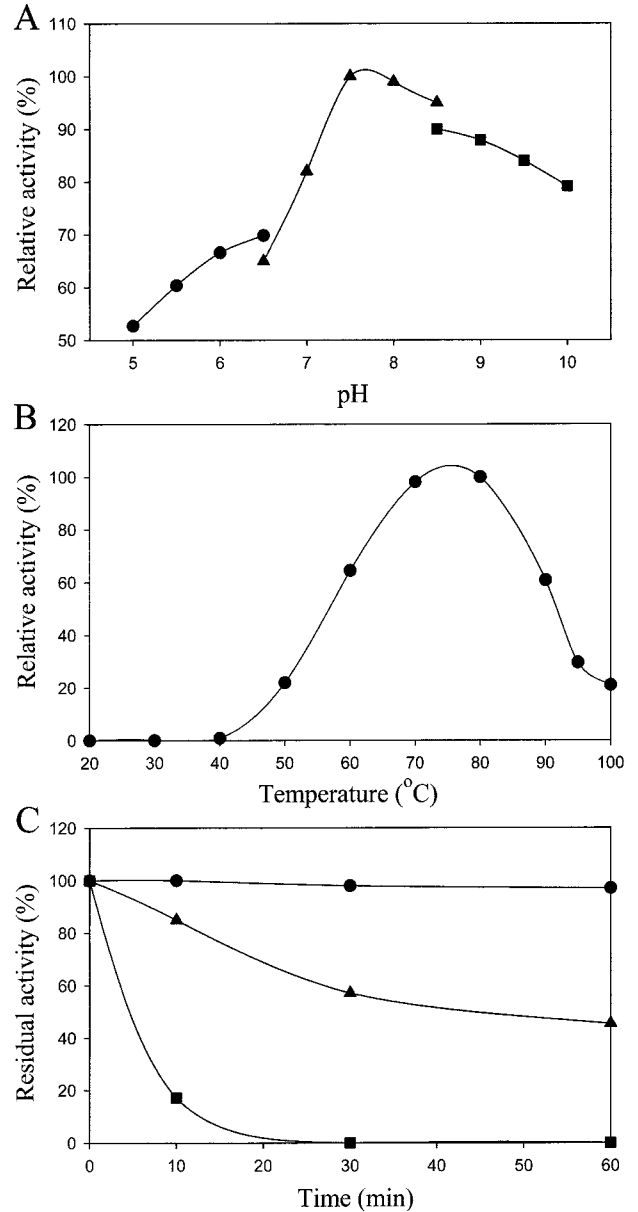 A
Relative activity (%)
110
100
90
80
70
60
50
5 6 7 8 9 10
pH
B
Relative activity (%)
120
100
80
60
40
20
0
20 30 40 50 60 70 80 90 100
Temperature (°C)
C
Residual activity (%)
120
100
80
60
40
20
0
0 10 20 30 40 50 60
Time (min)